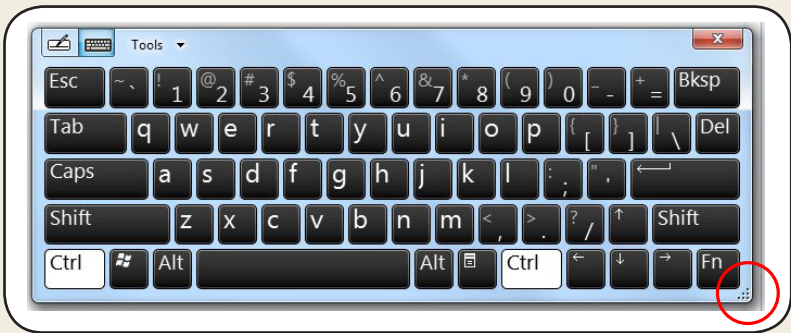 Tools
Esc ~ ` ! 1 @ 2 # 3 $ 4 % 5 ^ 6 & 7 * 8 ( 9 ) 0 _ - + = Bksp
Tab q w e r t y u i o p { [ } ] | \ Del
Caps a s d f g h j k l : ; " ' 
Shift z x c v b n m < , > . ? / ↑ Shift
Ctrl Alt Alt Ctrl ← ↓ → Fn